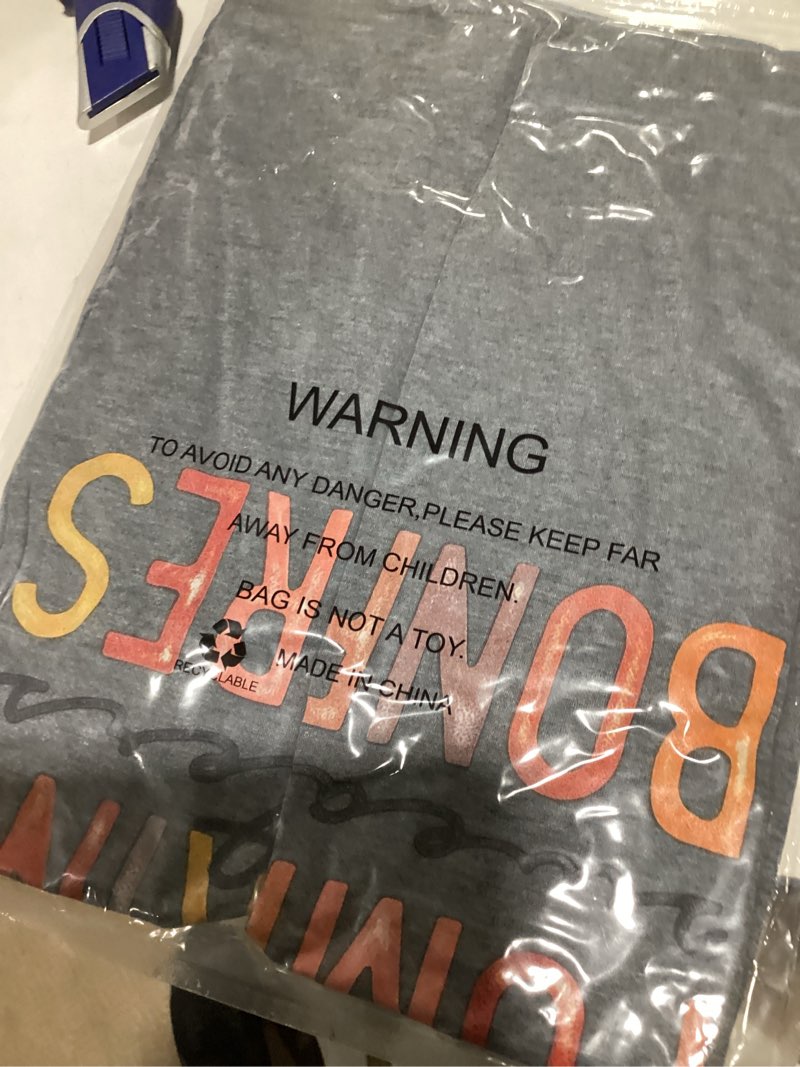 WARNING
TO AVOID ANY DANGER,PLEASE KEEP FAR
AWAY FROM CHILDREN.
BAG IS NOT A TOY.
MADE IN CHINA
RECYCLABLE
BONFIRES